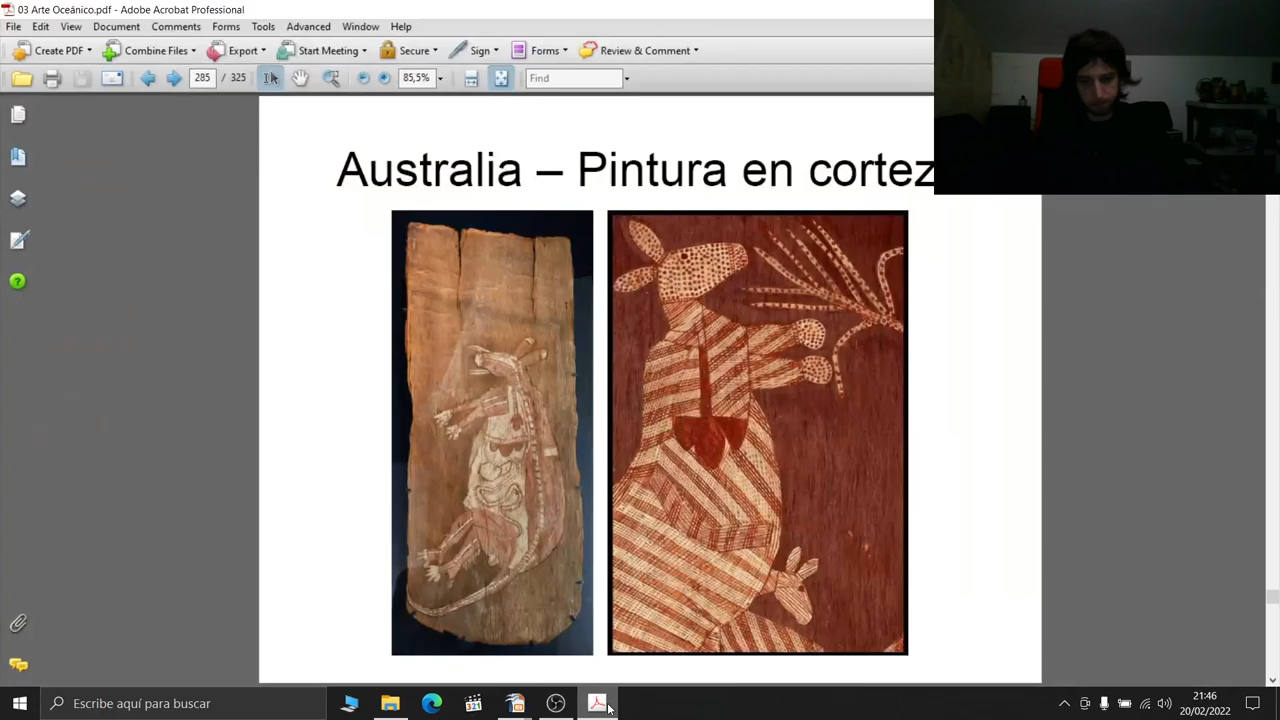 03 Arte Oceánico.pdf - Adobe Acrobat Professional
File Edit View Document Comments Forms Tools Advanced Window Help
Create PDF Combine Files Export Start Meeting Secure Sign Forms Review & Comment
285 / 325 85,5% Find
Australia – Pintura en cortez
Escribe aquí para buscar
321
21:46
20/02/2022